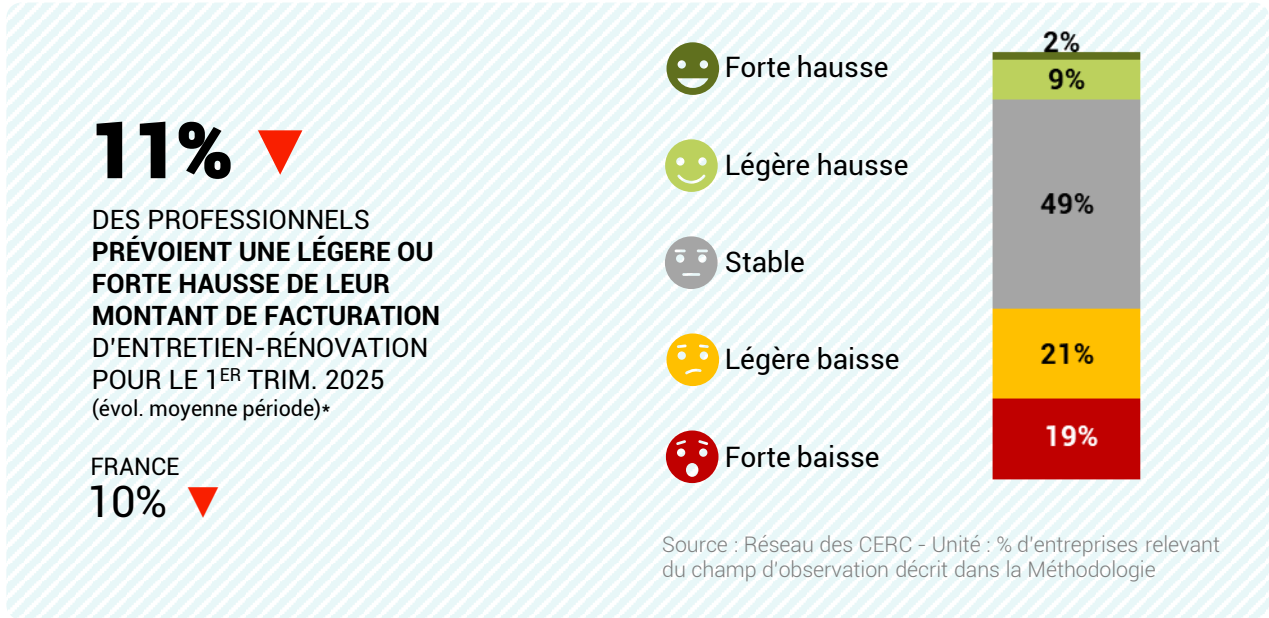 11%
DES PROFESSIONNELS
PRÉVOIENT UNE LÉGERE OU
FORTE HAUSSE DE LEUR
MONTANT DE FACTURATION
D'ENTRETIEN-RÉNOVATION
POUR LE 1ER TRIM. 2025
(évol. moyenne période)*
FRANCE
10%
Forte hausse
Légère hausse
Stable
Légère baisse
Forte baisse
2%
9%
49%
21%
19%
Source : Réseau des CERC - Unité : % d'entreprises relevant
du champ d'observation décrit dans la Méthodologie